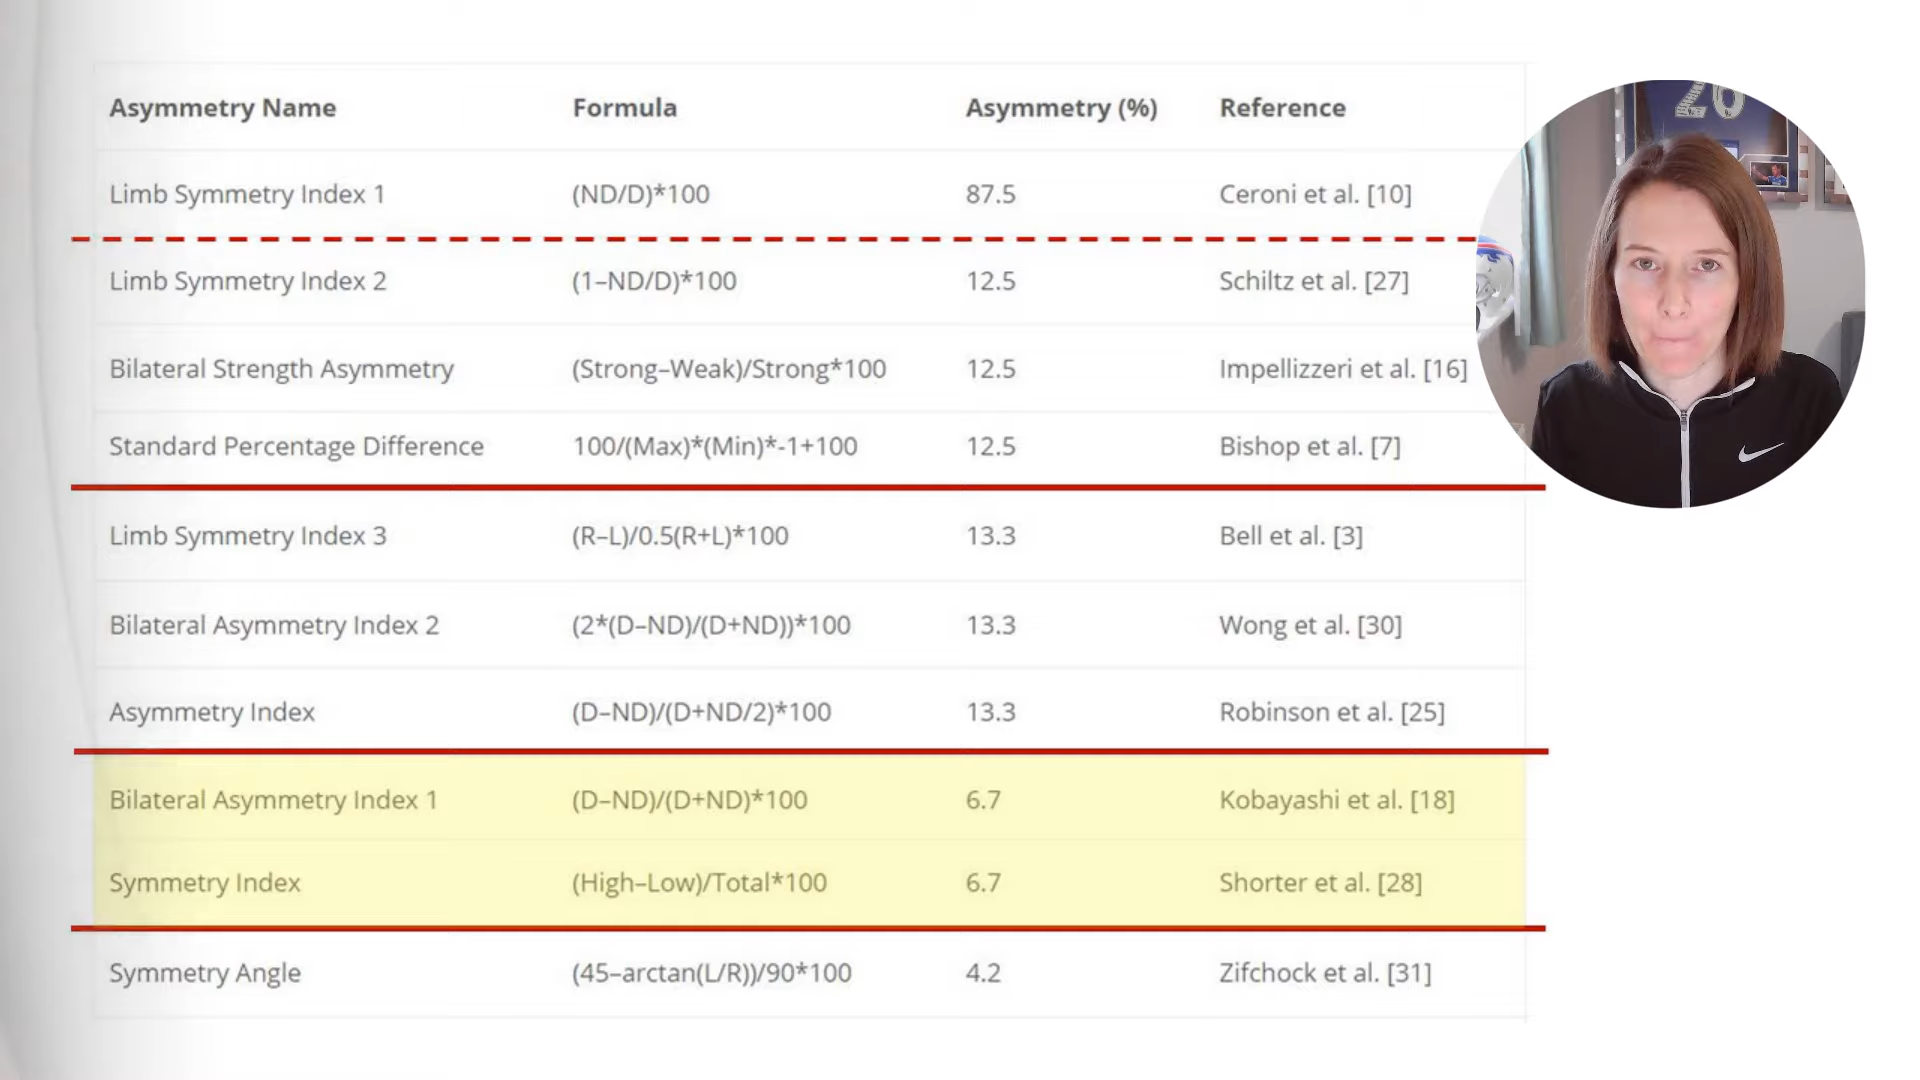 Asymmetry Name Formula Asymmetry (%) Reference
Limb Symmetry Index 1 (ND/D)*100 87.5 Ceroni et al. [10]
Limb Symmetry Index 2 (1–ND/D)*100 12.5 Schiltz et al. [27]
Bilateral Strength Asymmetry (Strong–Weak)/Strong*100 12.5 Impellizzeri et al. [16]
Standard Percentage Difference 100/(Max)*(Min)*-1+100 12.5 Bishop et al. [7]
Limb Symmetry Index 3 (R–L)/0.5(R+L)*100 13.3 Bell et al. [3]
Bilateral Asymmetry Index 2 (2*(D–ND)/(D+ND))*100 13.3 Wong et al. [30]
Asymmetry Index (D–ND)/(D+ND/2)*100 13.3 Robinson et al. [25]
Bilateral Asymmetry Index 1 (D–ND)/(D+ND)*100 6.7 Kobayashi et al. [18]
Symmetry Index (High–Low)/Total*100 6.7 Shorter et al. [28]
Symmetry Angle (45–arctan(L/R))/90*100 4.2 Zifchock et al. [31]
26